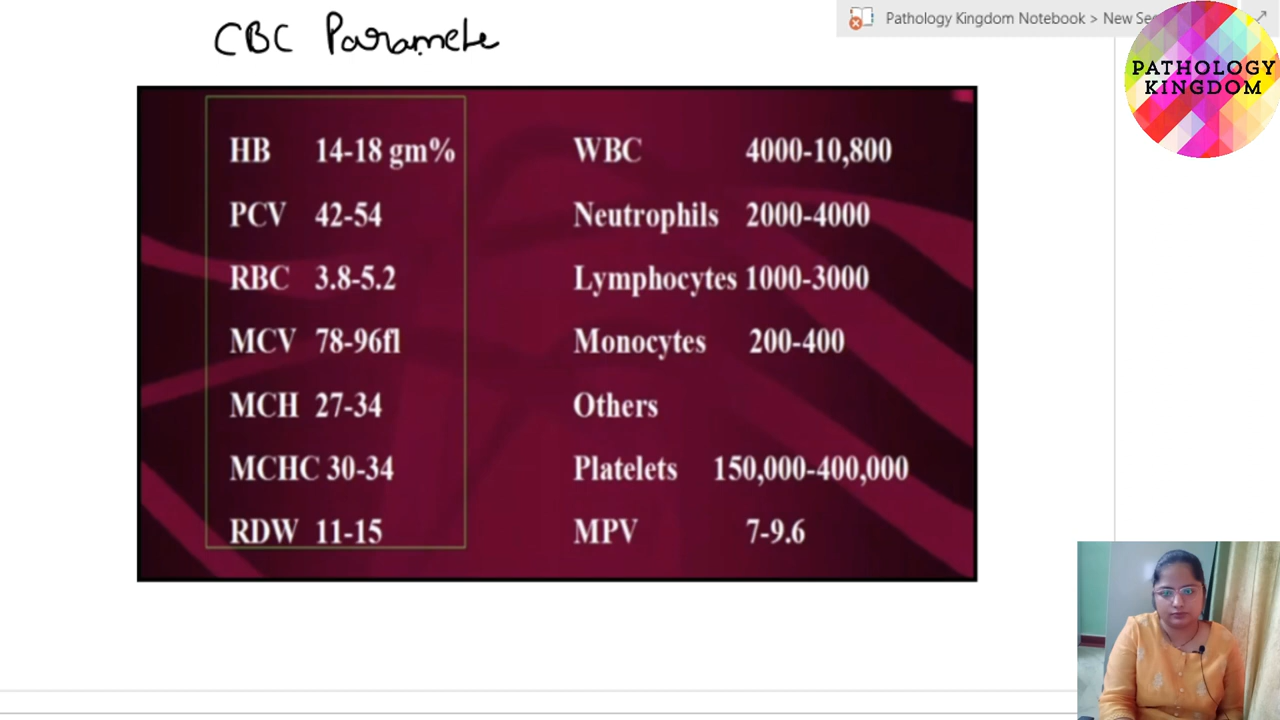 CBC Paramete
Pathology Kingdom Notebook > New Se
PATHOLOGY
KINGDOM
HB 14-18 gm%
PCV 42-54
RBC 3.8-5.2
MCV 78-96fl
MCH 27-34
MCHC 30-34
RDW 11-15
WBC 4000-10,800
Neutrophils 2000-4000
Lymphocytes 1000-3000
Monocytes 200-400
Others
Platelets 150,000-400,000
MPV 7-9.6